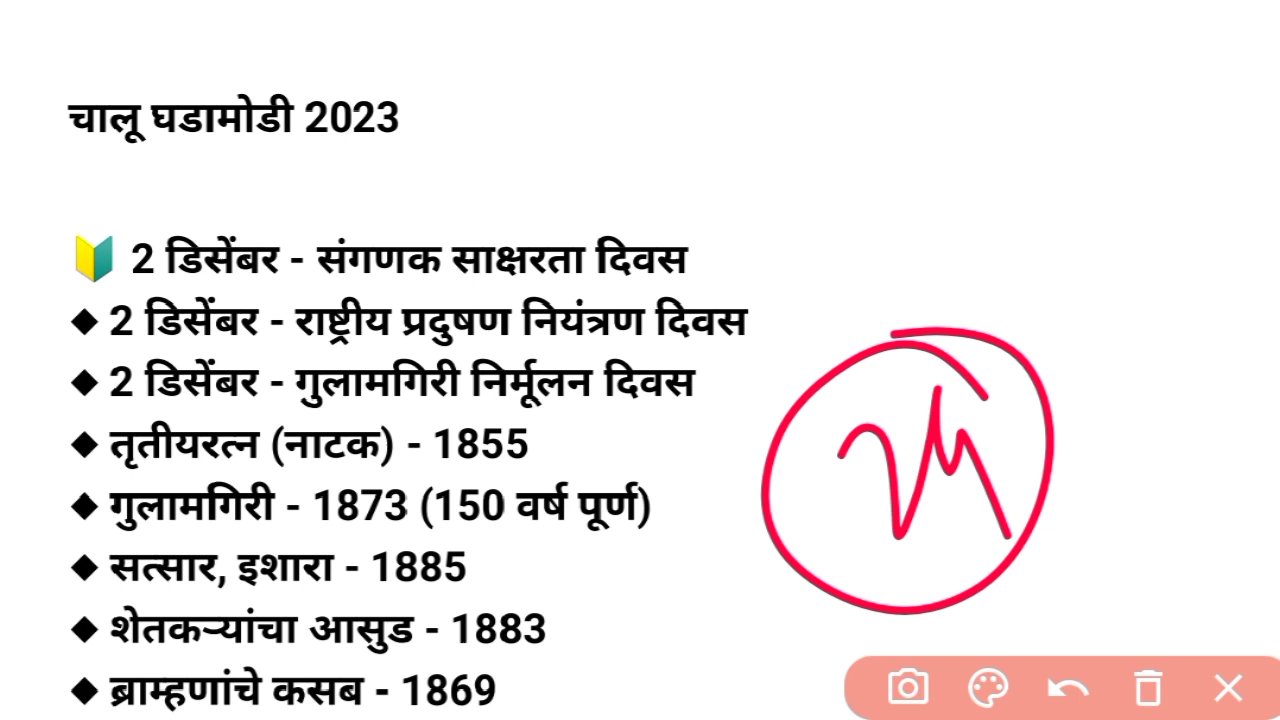 चालू घडामोडी 2023
🔰 2 डिसेंबर - संगणक साक्षरता दिवस
◆ 2 डिसेंबर - राष्ट्रीय प्रदुषण नियंत्रण दिवस
◆ 2 डिसेंबर - गुलामगिरी निर्मूलन दिवस
◆ तृतीयरत्न (नाटक) - 1855
◆ गुलामगिरी - 1873 (150 वर्ष पूर्ण)
◆ सत्सार, इशारा - 1885
◆ शेतकऱ्यांचा आसुड - 1883
◆ ब्राम्हणांचे कसब - 1869